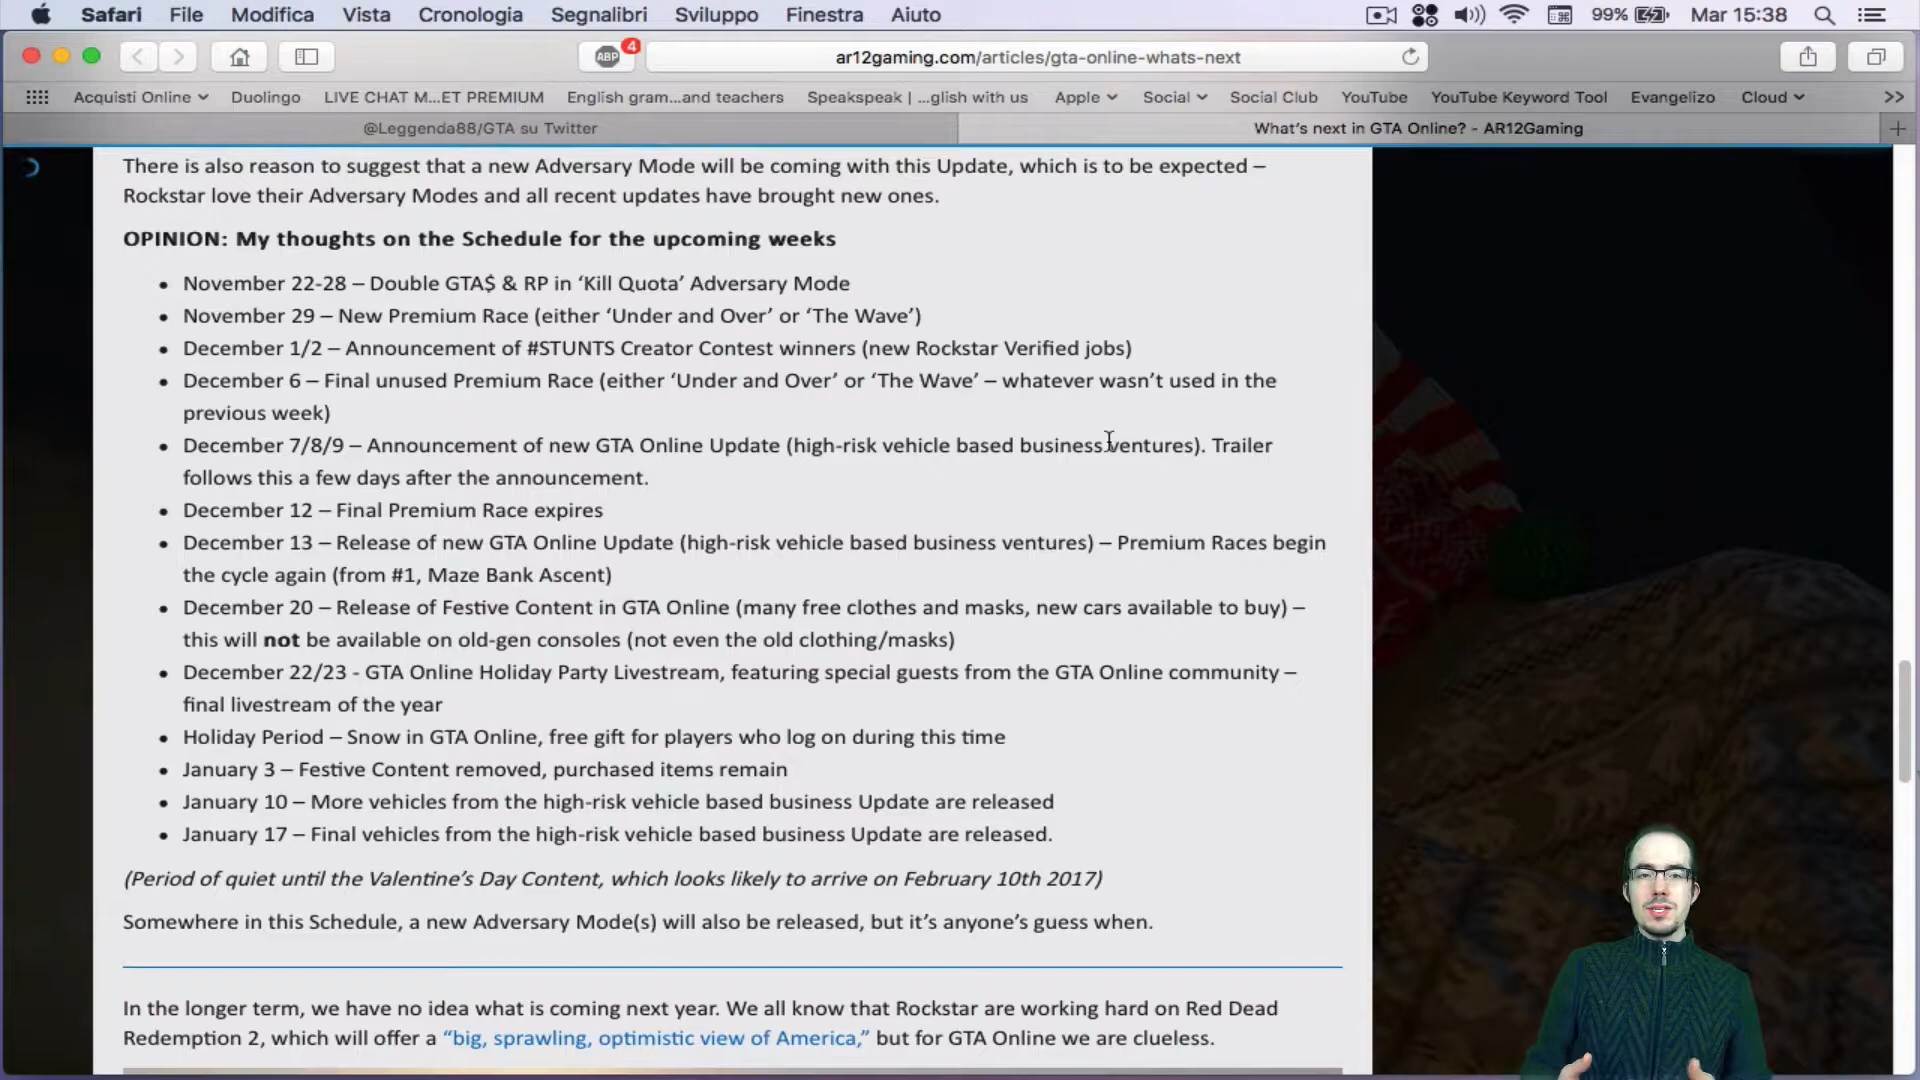 Safari File Modifica Vista Cronologia Segnalibri Sviluppo Finestra Aiuto 99% Mar 15:38
ABP 4 ar12gaming.com/articles/gta-online-whats-next
Acquisti Online Duolingo LIVE CHAT M...ET PREMIUM English gram...and teachers Speakspeak | ...glish with us Apple Social Social Club YouTube YouTube Keyword Tool Evangelizo Cloud
@Leggenda88/GTA su Twitter What's next in GTA Online? - AR12Gaming
There is also reason to suggest that a new Adversary Mode will be coming with this Update, which is to be expected –
Rockstar love their Adversary Modes and all recent updates have brought new ones.
OPINION: My thoughts on the Schedule for the upcoming weeks
• November 22-28 – Double GTA$ & RP in ‘Kill Quota’ Adversary Mode
• November 29 – New Premium Race (either ‘Under and Over’ or ‘The Wave’)
• December 1/2 – Announcement of #STUNTS Creator Contest winners (new Rockstar Verified jobs)
• December 6 – Final unused Premium Race (either ‘Under and Over’ or ‘The Wave’ – whatever wasn’t used in the
previous week)
• December 7/8/9 – Announcement of new GTA Online Update (high-risk vehicle based business ventures). Trailer
follows this a few days after the announcement.
• December 12 – Final Premium Race expires
• December 13 – Release of new GTA Online Update (high-risk vehicle based business ventures) – Premium Races begin
the cycle again (from #1, Maze Bank Ascent)
• December 20 – Release of Festive Content in GTA Online (many free clothes and masks, new cars available to buy) –
this will not be available on old-gen consoles (not even the old clothing/masks)
• December 22/23 - GTA Online Holiday Party Livestream, featuring special guests from the GTA Online community –
final livestream of the year
• Holiday Period – Snow in GTA Online, free gift for players who log on during this time
• January 3 – Festive Content removed, purchased items remain
• January 10 – More vehicles from the high-risk vehicle based business Update are released
• January 17 – Final vehicles from the high-risk vehicle based business Update are released.
(Period of quiet until the Valentine’s Day Content, which looks likely to arrive on February 10th 2017)
Somewhere in this Schedule, a new Adversary Mode(s) will also be released, but it’s anyone’s guess when.
In the longer term, we have no idea what is coming next year. We all know that Rockstar are working hard on Red Dead
Redemption 2, which will offer a “big, sprawling, optimistic view of America,” but for GTA Online we are clueless.